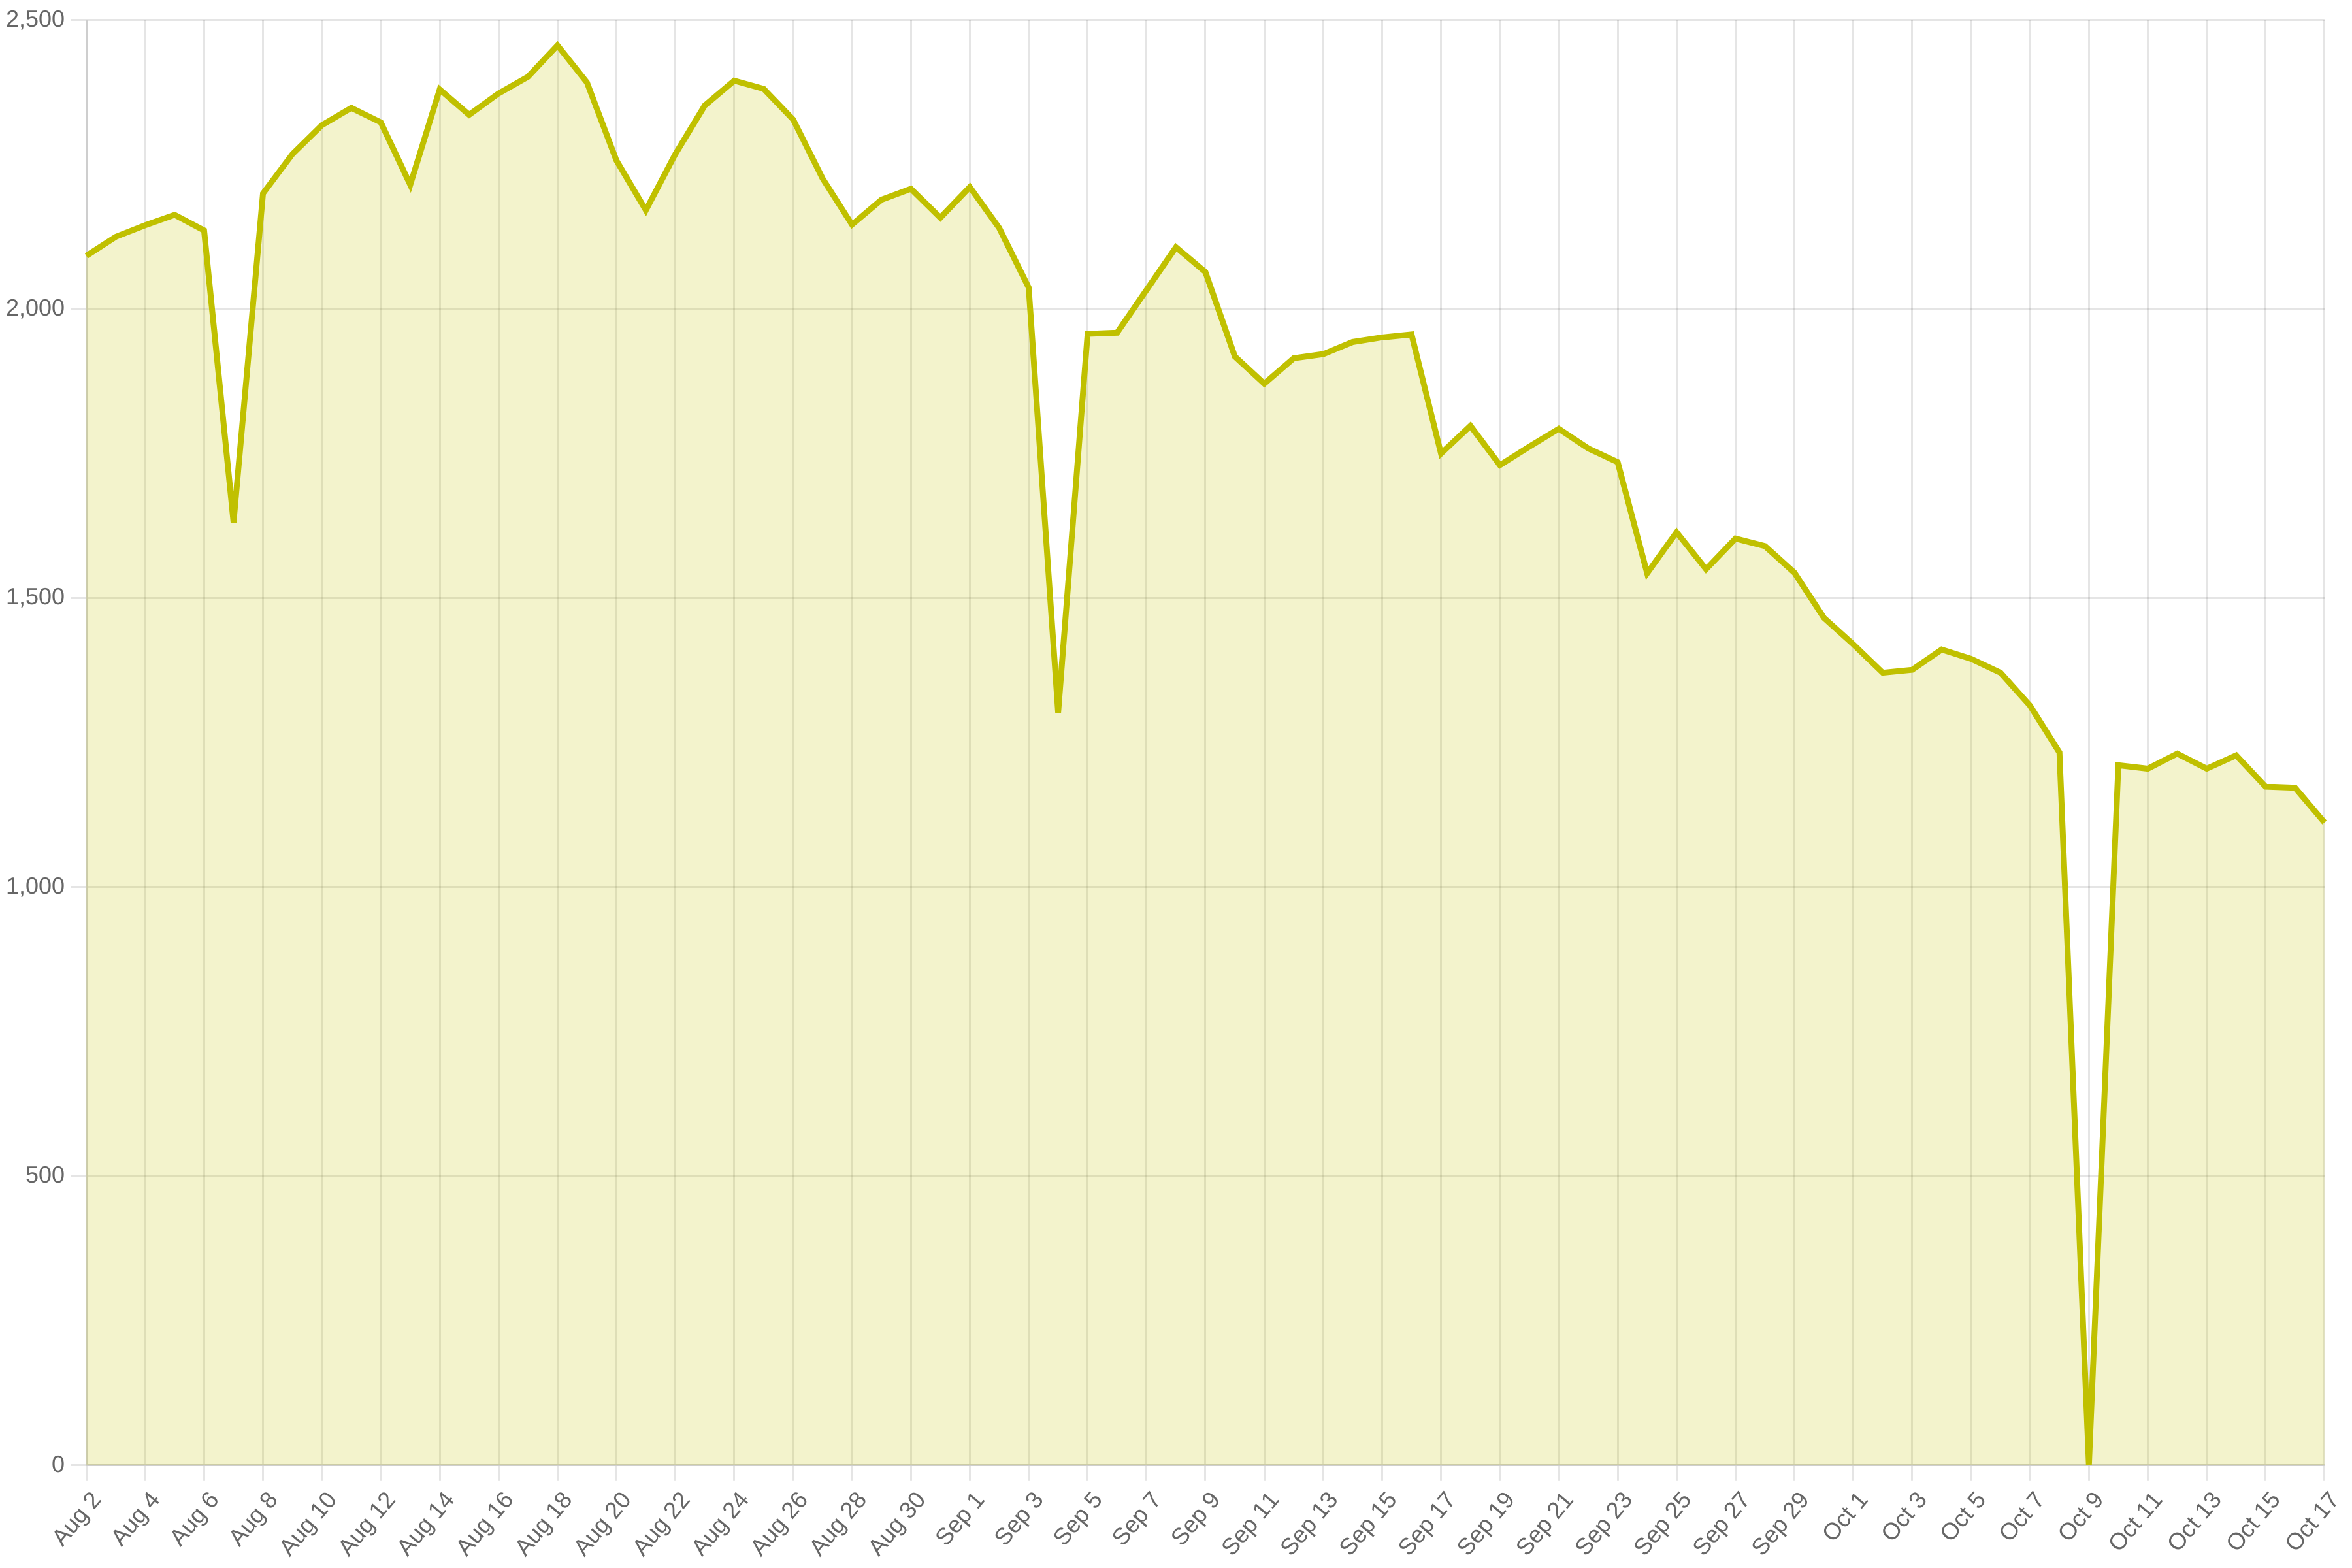 2,500
2,000
1,500
1,000
500
0
Aug 2
Aug 4
Aug 6
Aug 8
Aug 10
Aug 12
Aug 14
Aug 16
Aug 18
Aug 20
Aug 22
Aug 24
Aug 26
Aug 28
Aug 30
Sep 1
Sep 3
Sep 5
Sep 7
Sep 9
Sep 11
Sep 13
Sep 15
Sep 17
Sep 19
Sep 21
Sep 23
Sep 25
Sep 27
Sep 29
Oct 1
Oct 3
Oct 5
Oct 7
Oct 9
Oct 11
Oct 13
Oct 15
Oct 17